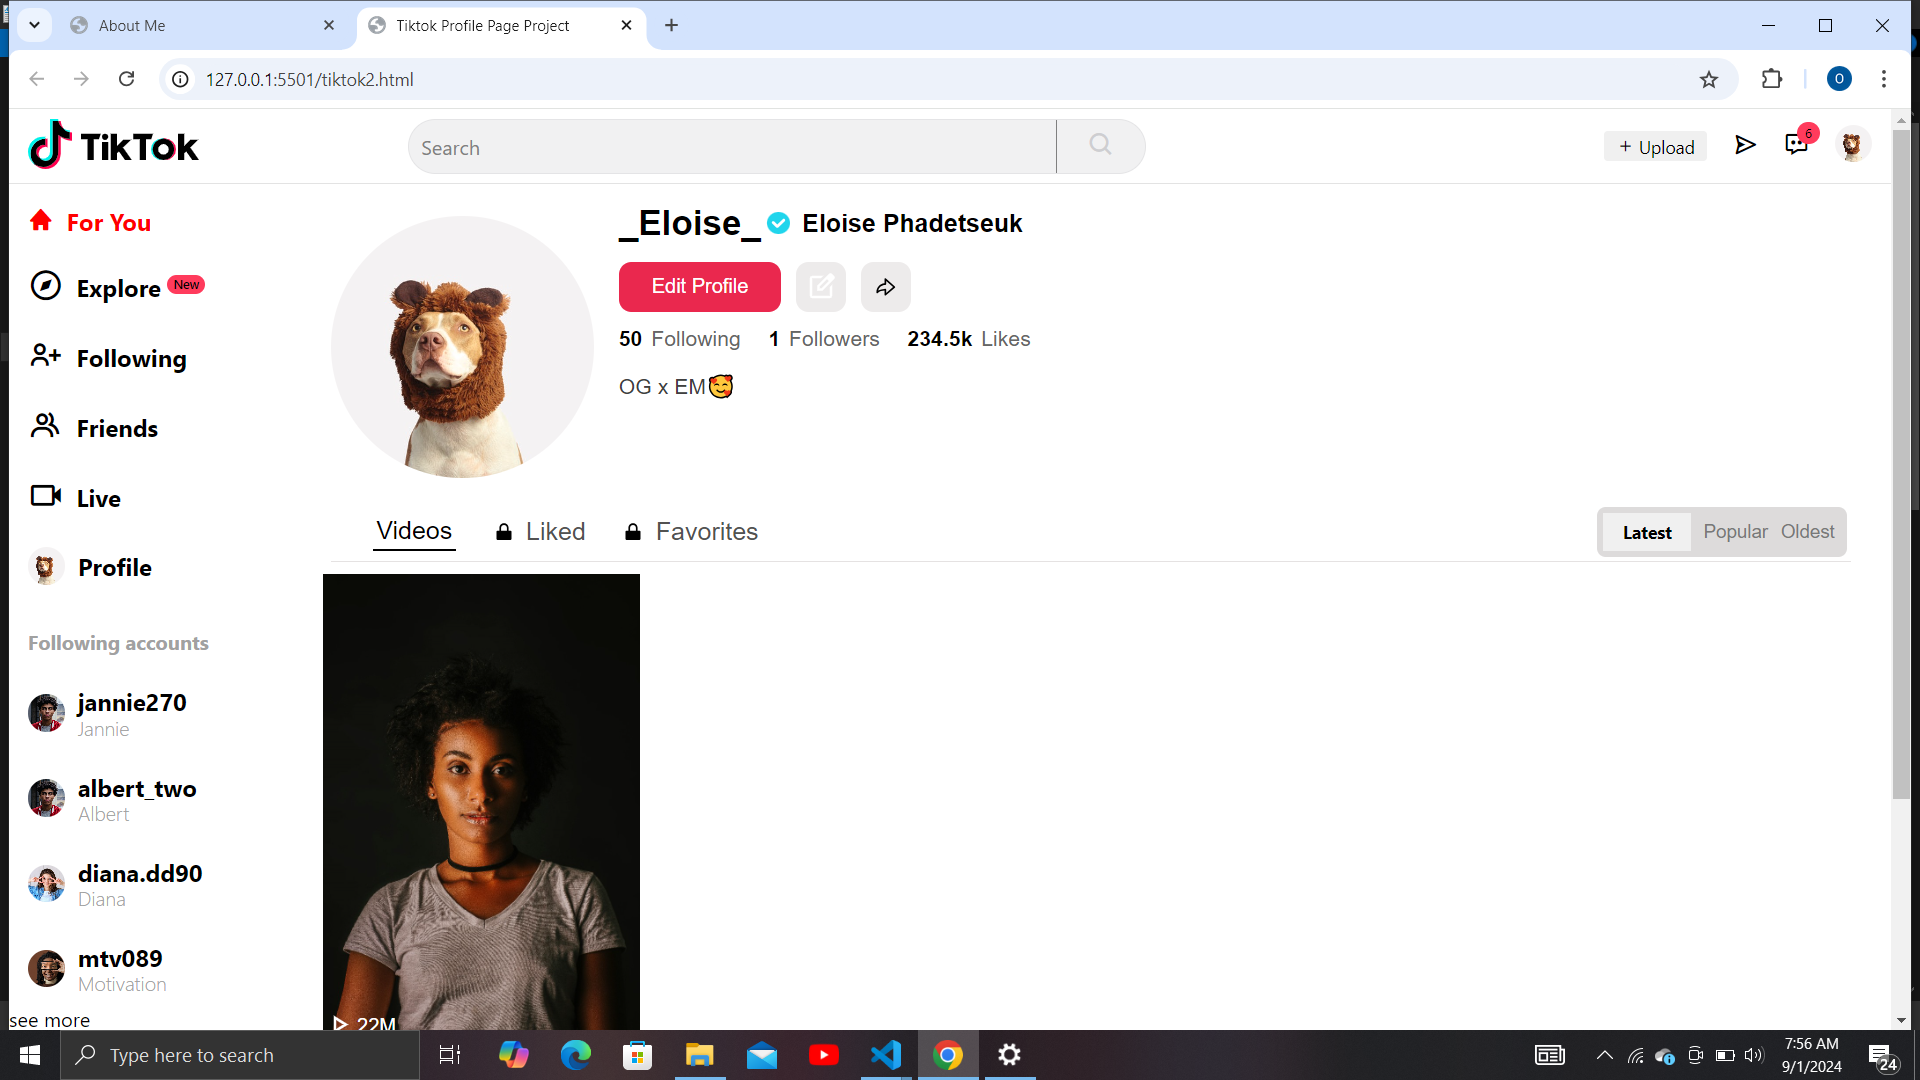 About Me
Tiktok Profile Page Project
127.0.0.1:5501/tiktok2.html
O
TikTok
Search
+ Upload
6
For You
Explore New
Following
Friends
Live
Profile
Following accounts
jannie270
Jannie
albert_two
Albert
diana.dd90
Diana
mtv089
Motivation
see more
_Eloise_ Eloise Phadetseuk
Edit Profile
50 Following 1 Followers 234.5k Likes
OG x EM🥰
Videos Liked Favorites
Latest Popular Oldest
22M
Type here to search
7:56 AM
9/1/2024
24